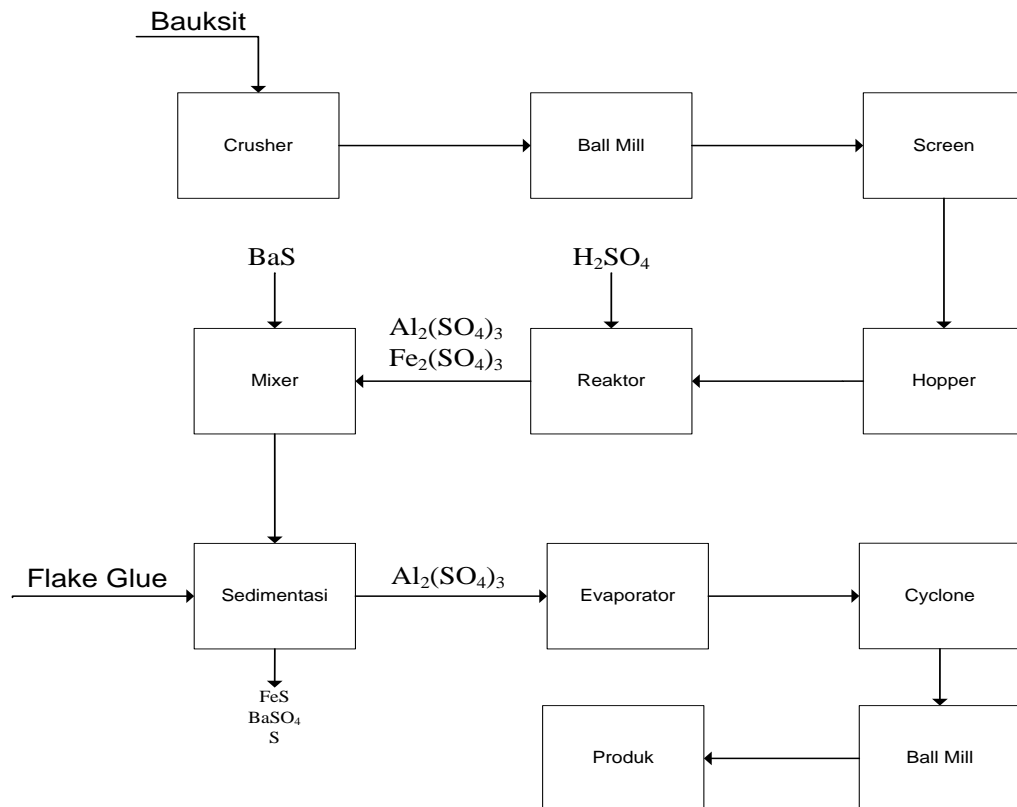 Bauksit
Crusher
Ball Mill
Screen
BaS
H₂SO₄
Al₂(SO₄)₃
Fe₂(SO₄)₃
Mixer
Reaktor
Hopper
Flake Glue
Sedimentasi
Al₂(SO₄)₃
Evaporator
Cyclone
FeS
BaSO₄
S
Produk
Ball Mill